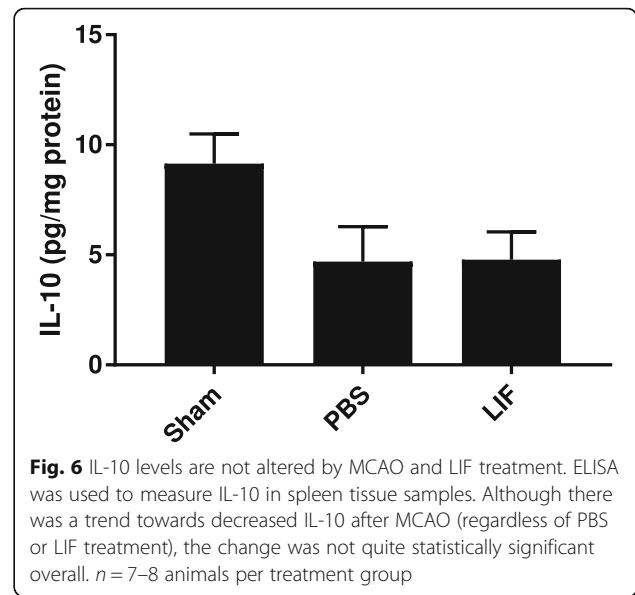 15
10
5
0
IL-10 (pg/mg protein)
Sham
PBS
LIF
Fig. 6 IL-10 levels are not altered by MCAO and LIF treatment. ELISA
was used to measure IL-10 in spleen tissue samples. Although there
was a trend towards decreased IL-10 after MCAO (regardless of PBS
or LIF treatment), the change was not quite statistically significant
overall. n = 7–8 animals per treatment group